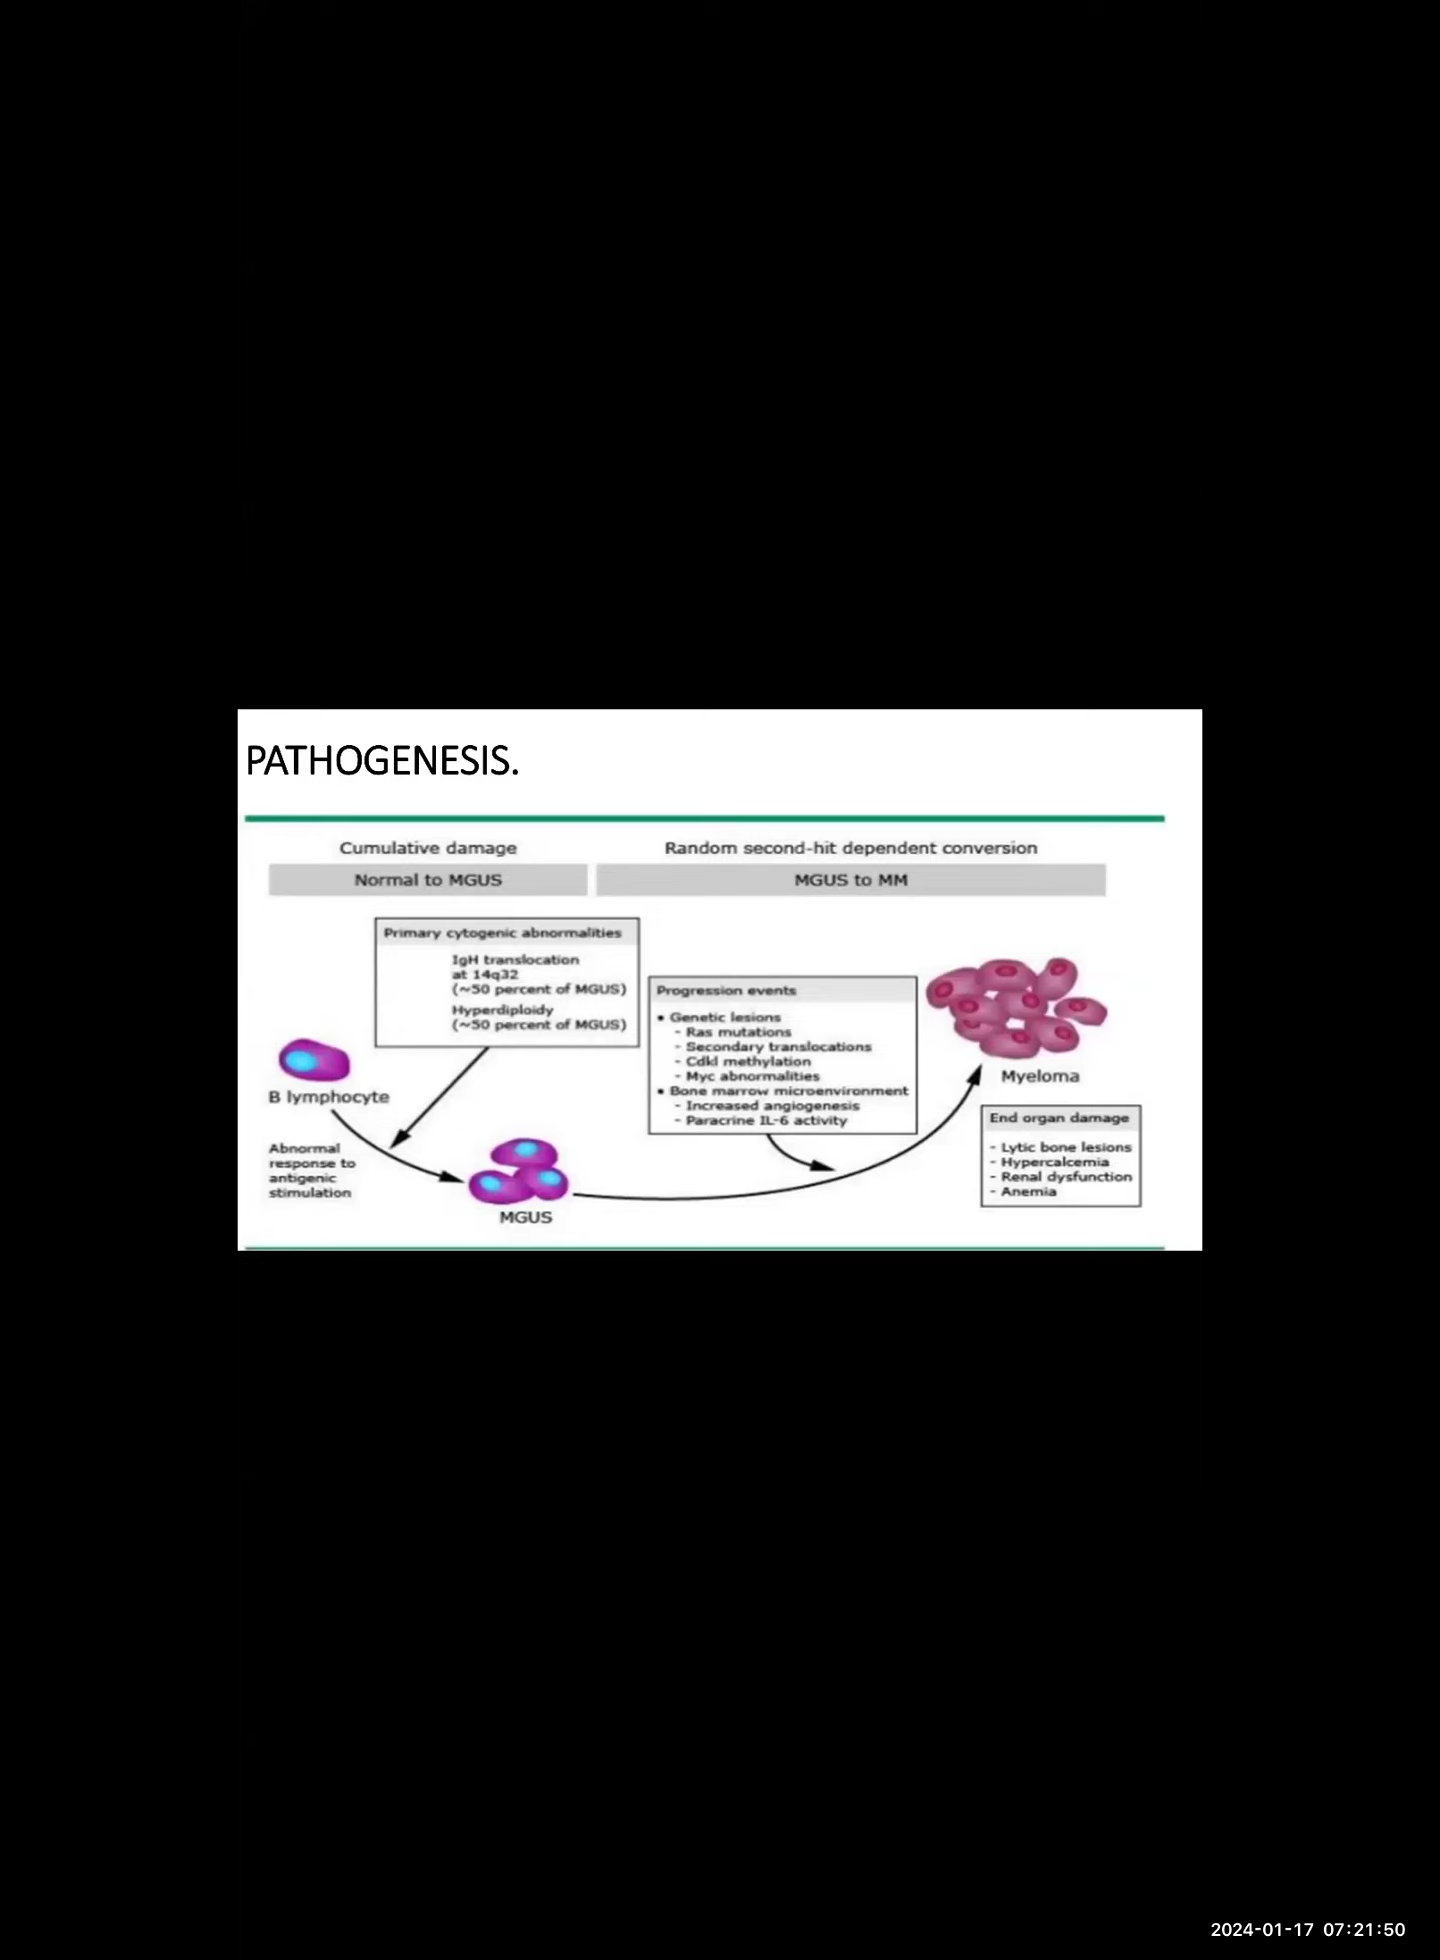 PATHOGENESIS.
Cumulative damage
Normal to MGUS
Random second-hit dependent conversion
MGUS to MM
Primary cytogenic abnormalities
IgH translocation
at 14q32
(~50 percent of MGUS)
Hyperdiploidy
(~50 percent of MGUS)
Progression events
• Genetic lesions
- Ras mutations
- Secondary translocations
- CdkI methylation
- Myc abnormalities
• Bone marrow microenvironment
- Increased angiogenesis
- Paracrine IL-6 activity
B lymphocyte
Abnormal
response to
antigenic
stimulation
MGUS
Myeloma
End organ damage
- Lytic bone lesions
- Hypercalcemia
- Renal dysfunction
- Anemia
2024-01-17 07:21:50